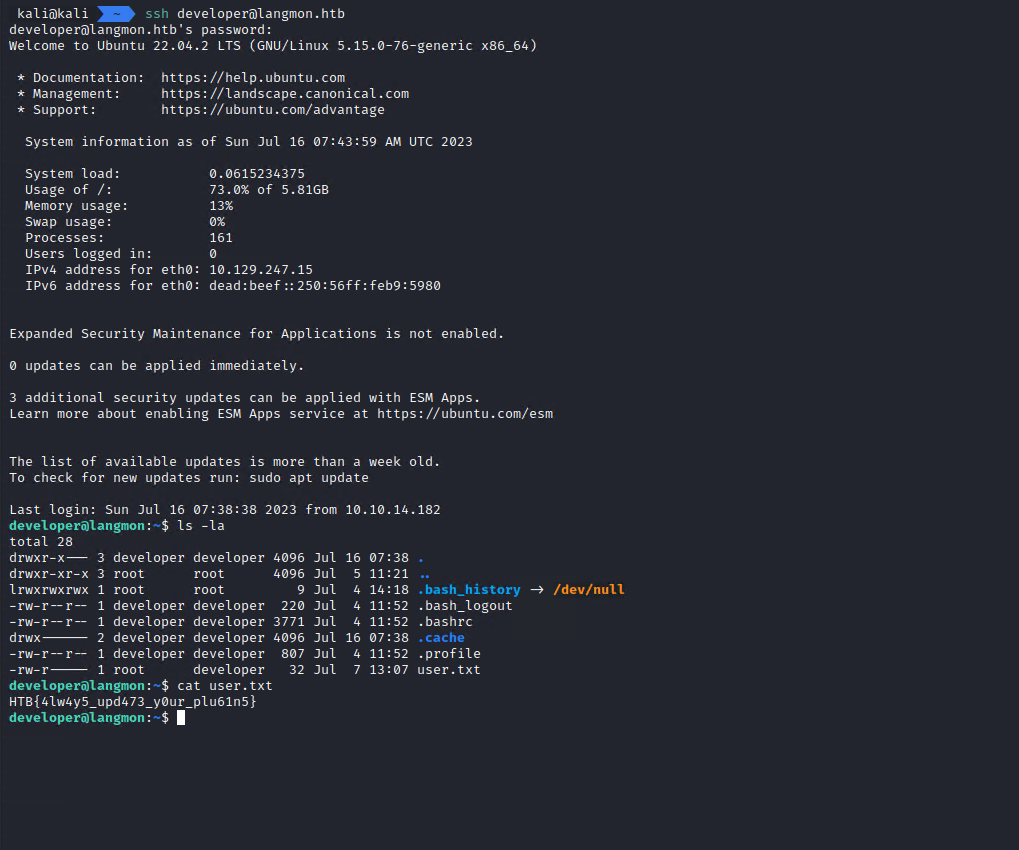 kali@kali ~ ssh developer@langmon.htb
developer@langmon.htb's password:
Welcome to Ubuntu 22.04.2 LTS (GNU/Linux 5.15.0-76-generic x86_64)
* Documentation:  https://help.ubuntu.com
* Management:     https://landscape.canonical.com
* Support:        https://ubuntu.com/advantage
System information as of Sun Jul 16 07:43:59 AM UTC 2023
System load:           0.0615234375
Usage of /:            73.0% of 5.81GB
Memory usage:          13%
Swap usage:            0%
Processes:             161
Users logged in:       0
IPv4 address for eth0: 10.129.247.15
IPv6 address for eth0: dead:beef::250:56ff:feb9:5980
Expanded Security Maintenance for Applications is not enabled.
0 updates can be applied immediately.
3 additional security updates can be applied with ESM Apps.
Learn more about enabling ESM Apps service at https://ubuntu.com/esm
The list of available updates is more than a week old.
To check for new updates run: sudo apt update
Last login: Sun Jul 16 07:38:38 2023 from 10.10.14.182
developer@langmon:~$ ls -la
total 28
drwxr-x--- 3 developer developer 4096 Jul 16 07:38 .
drwxr-xr-x 3 root      root      4096 Jul  5 11:21 ..
lrwxrwxrwx 1 root      root         9 Jul  4 14:18 .bash_history -> /dev/null
-rw-r--r-- 1 developer developer  220 Jul  4 11:52 .bash_logout
-rw-r--r-- 1 developer developer 3771 Jul  4 11:52 .bashrc
drwx------ 2 developer developer 4096 Jul 16 07:38 .cache
-rw-r--r-- 1 developer developer  807 Jul  4 11:52 .profile
-rw-r----- 1 root      developer   32 Jul  7 13:07 user.txt
developer@langmon:~$ cat user.txt
HTB{4lw4y5_upd473_y0ur_plu61n5}
developer@langmon:~$